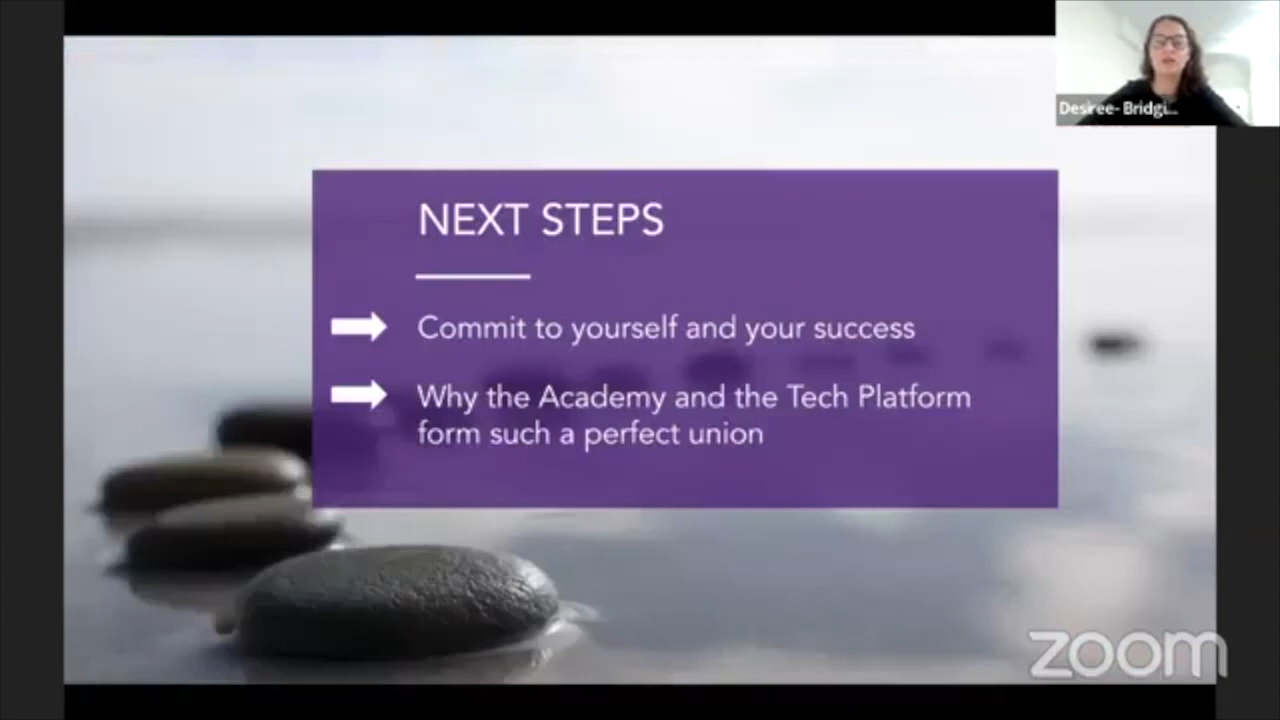 Desiree- Bridgi...
NEXT STEPS
Commit to yourself and your success
Why the Academy and the Tech Platform
form such a perfect union
zoom